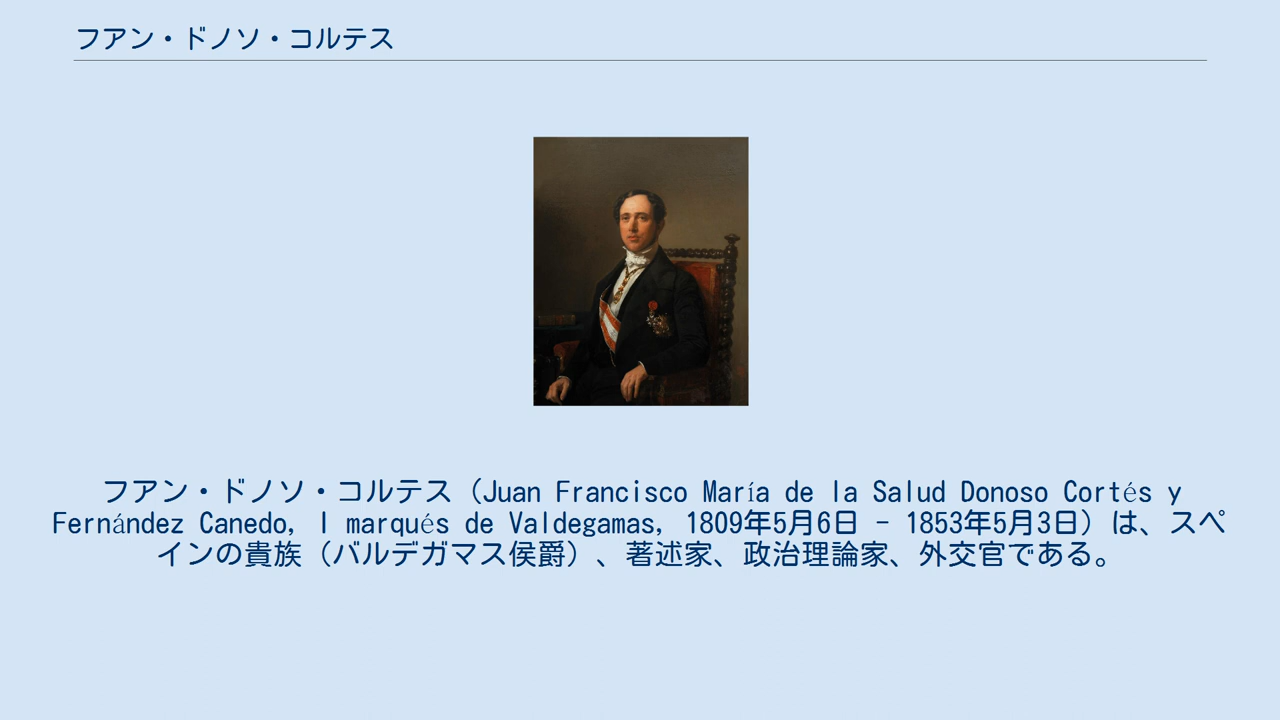 フアン・ドノソ・コルテス
フアン・ドノソ・コルテス（Juan Francisco María de la Salud Donoso Cortés y
Fernández Canedo, I marqués de Valdegamas, 1809年5月6日 - 1853年5月3日）は、スペ
インの貴族（バルデガマス侯爵）、著述家、政治理論家、外交官である。